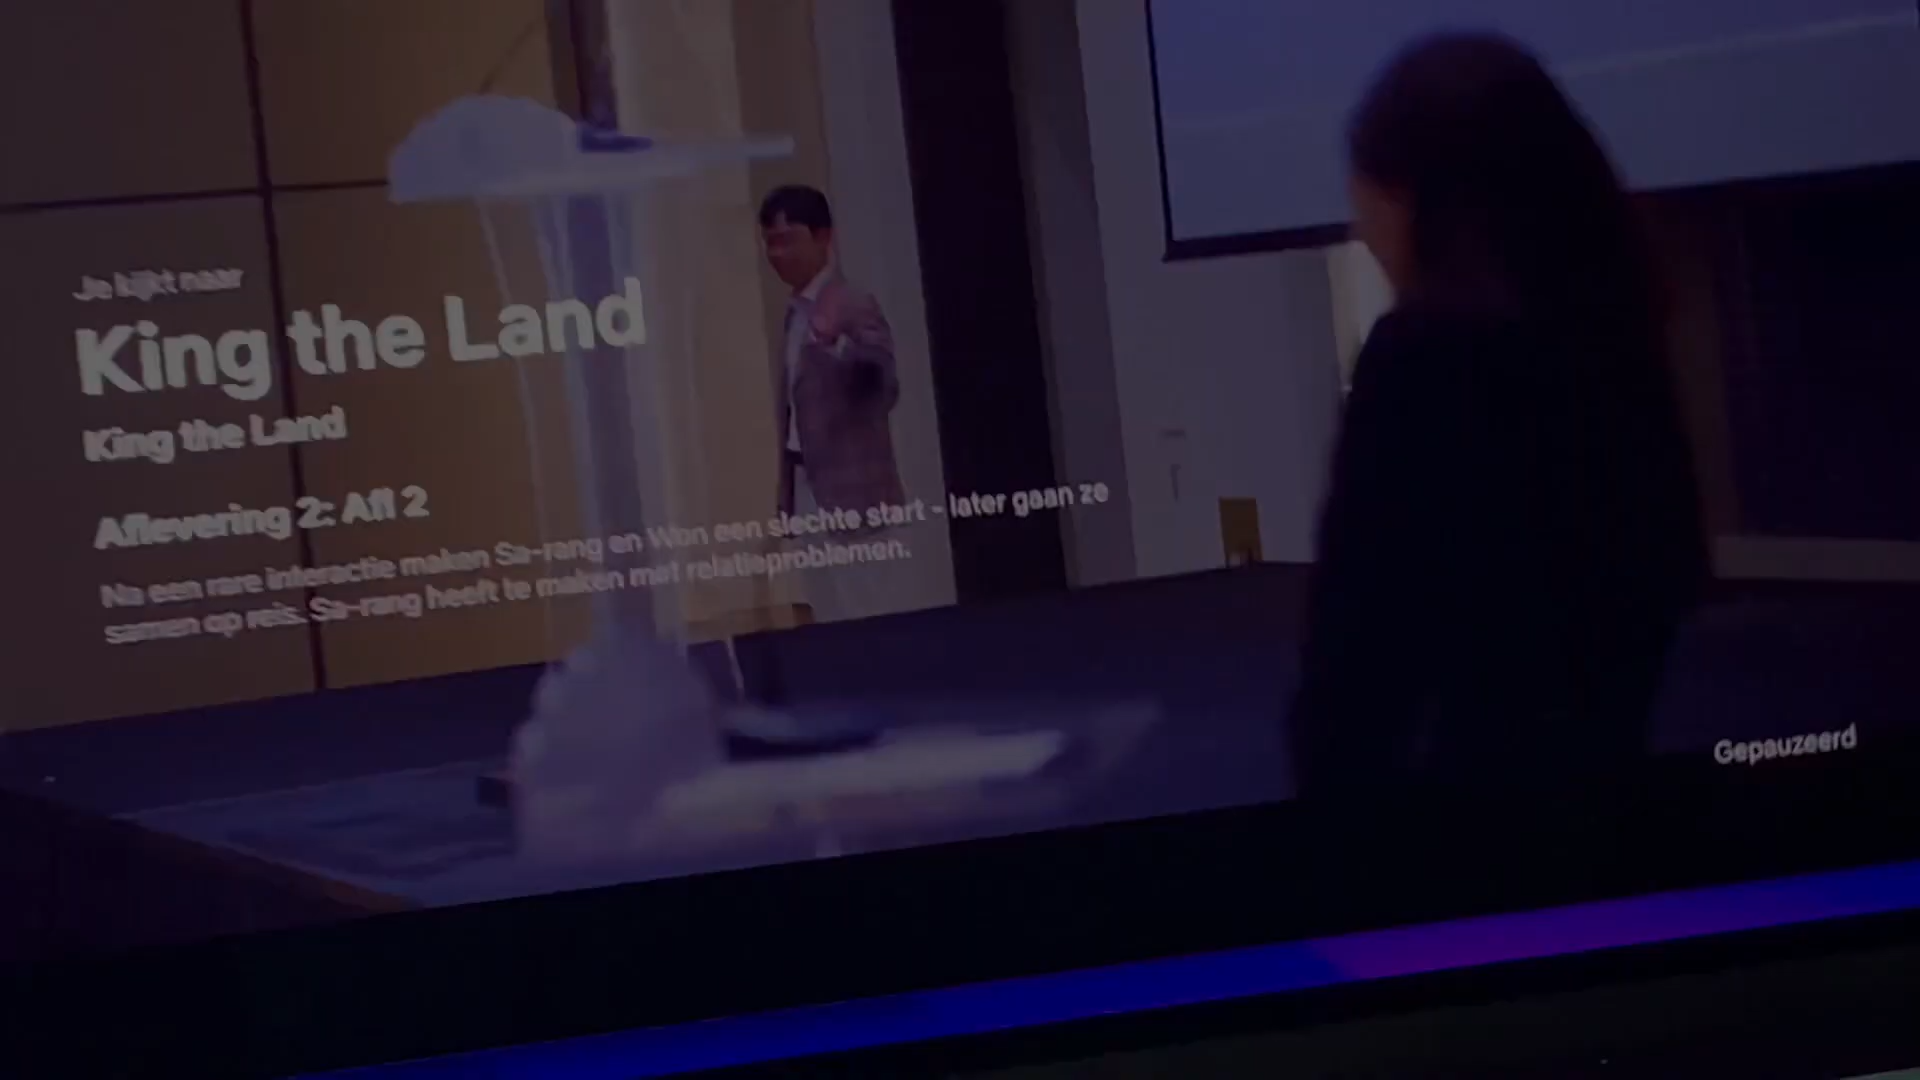 Je kijkt naar
King the Land
King the Land
Aflevering 2: Afl 2
Na een rare interactie maken Sa-rang en Won een slechte start - later gaan ze
samen op reis. Sa-rang heeft te maken met relatieproblemen.
Gepauzeerd